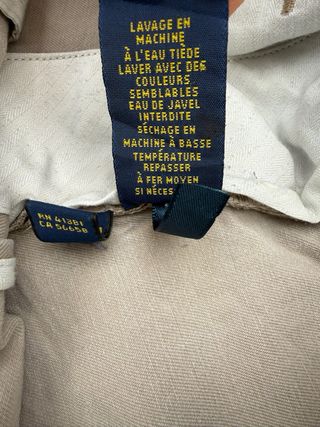 LAVAGE EN
MACHINE
À L'EAU TIÈDE
LAVER AVEC DES
COULEURS
SEMBLABLES
EAU DE JAVEL
INTERDITE
SÉCHAGE EN
MACHINE À BASSE
TEMPÉRATURE
REPASSER
À FER MOYEN
SI NÉCES
RN 41381
CA 56658